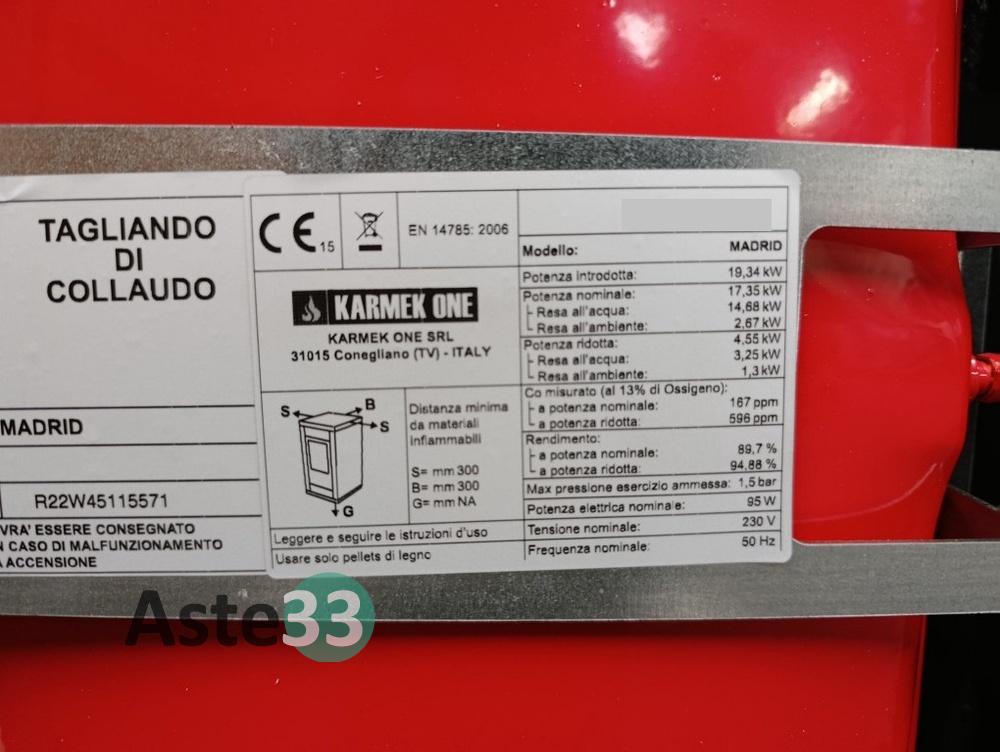 TAGLIANDO
DI
COLLAUDO
MADRID
R22W45115571
VRA' ESSERE CONSEGNATO
N CASO DI MALFUNZIONAMENTO
A ACCENSIONE
CE 15
EN 14785: 2006
KARMEK ONE
KARMEK ONE SRL
31015 Conegliano (TV) - ITALY
S
B
S
G
Distanza minima
da materiali
infiammabili
S= mm 300
B= mm 300
G= mm NA
Leggere e seguire le istruzioni d'uso
Usare solo pellets di legno
Modello: MADRID
Potenza introdotta: 19,34 kW
Potenza nominale: 17,35 kW
Resa all'acqua: 14,68 kW
Resa all'ambiente: 2,67 kW
Potenza ridotta: 4,55 kW
Resa all'acqua: 3,25 kW
Resa all'ambiente: 1,3 kW
Co misurato (al 13% di Ossigeno):
a potenza nominale: 167 ppm
a potenza ridotta: 596 ppm
Rendimento:
a potenza nominale: 89,7 %
a potenza ridotta: 94,88 %
Max pressione esercizio ammessa: 1,5 bar
Potenza elettrica nominale: 95 W
Tensione nominale: 230 V
Frequenza nominale: 50 Hz
Aste33